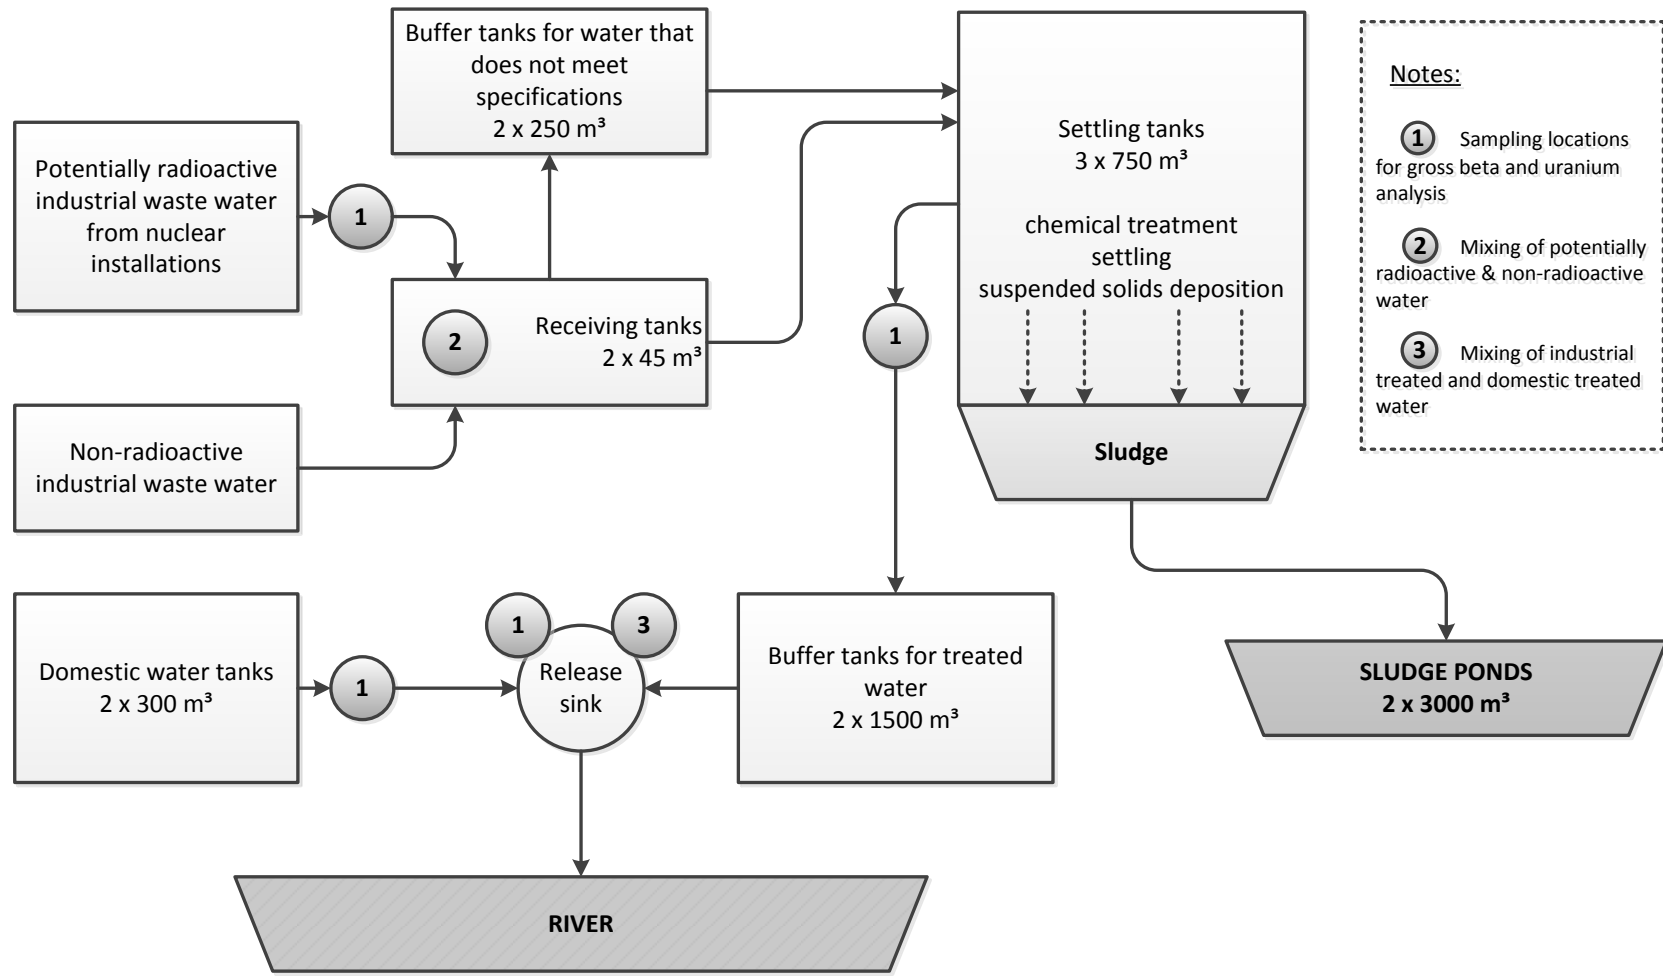 Buffer tanks for water that
does not meet
specifications
2 x 250 m³
Potentially radioactive
industrial waste water
from nuclear
installations
1
2
Receiving tanks
2 x 45 m³
Non-radioactive
industrial waste water
Settling tanks
3 x 750 m³
chemical treatment
settling
suspended solids deposition
Sludge
1
Domestic water tanks
2 x 300 m³
1
1
3
Release
sink
Buffer tanks for treated
water
2 x 1500 m³
SLUDGE PONDS
2 x 3000 m³
RIVER
Notes:
1 Sampling locations
for gross beta and uranium
analysis
2 Mixing of potentially
radioactive & non-radioactive
water
3 Mixing of industrial
treated and domestic treated
water